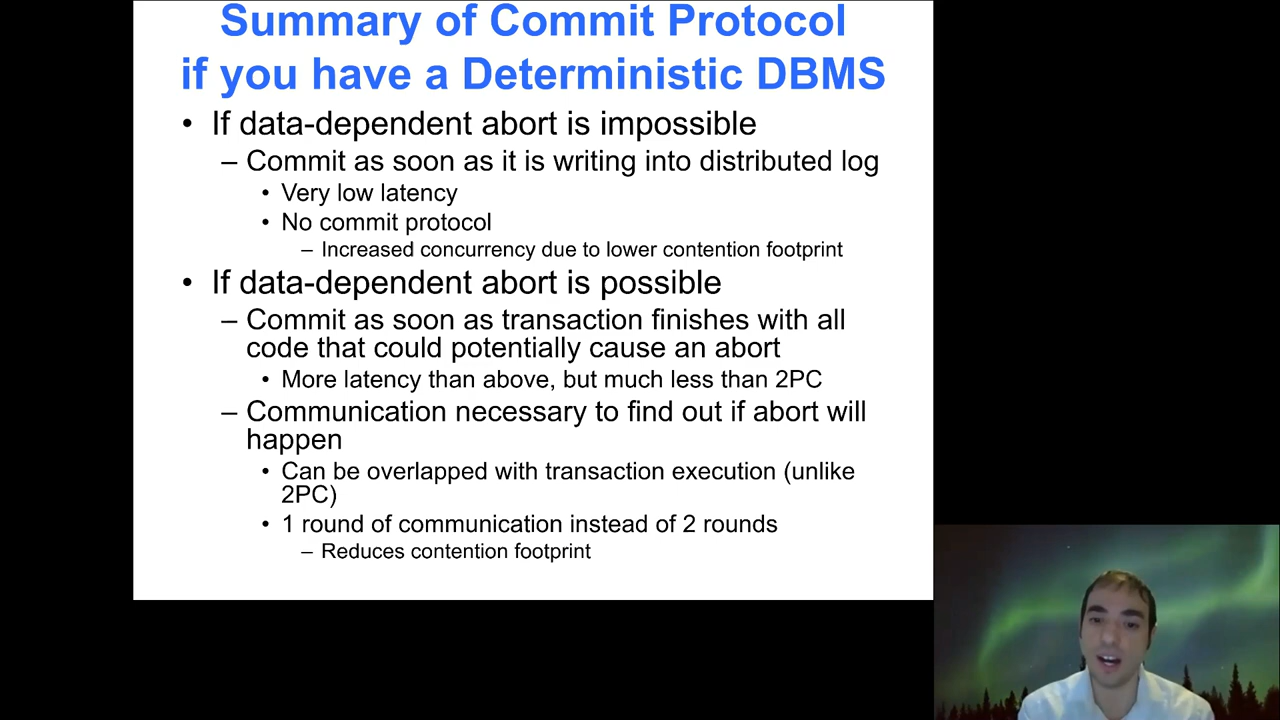 Summary of Commit Protocol
if you have a Deterministic DBMS
• If data-dependent abort is impossible
– Commit as soon as it is writing into distributed log
• Very low latency
• No commit protocol
– Increased concurrency due to lower contention footprint
• If data-dependent abort is possible
– Commit as soon as transaction finishes with all
code that could potentially cause an abort
• More latency than above, but much less than 2PC
– Communication necessary to find out if abort will
happen
• Can be overlapped with transaction execution (unlike
2PC)
• 1 round of communication instead of 2 rounds
– Reduces contention footprint